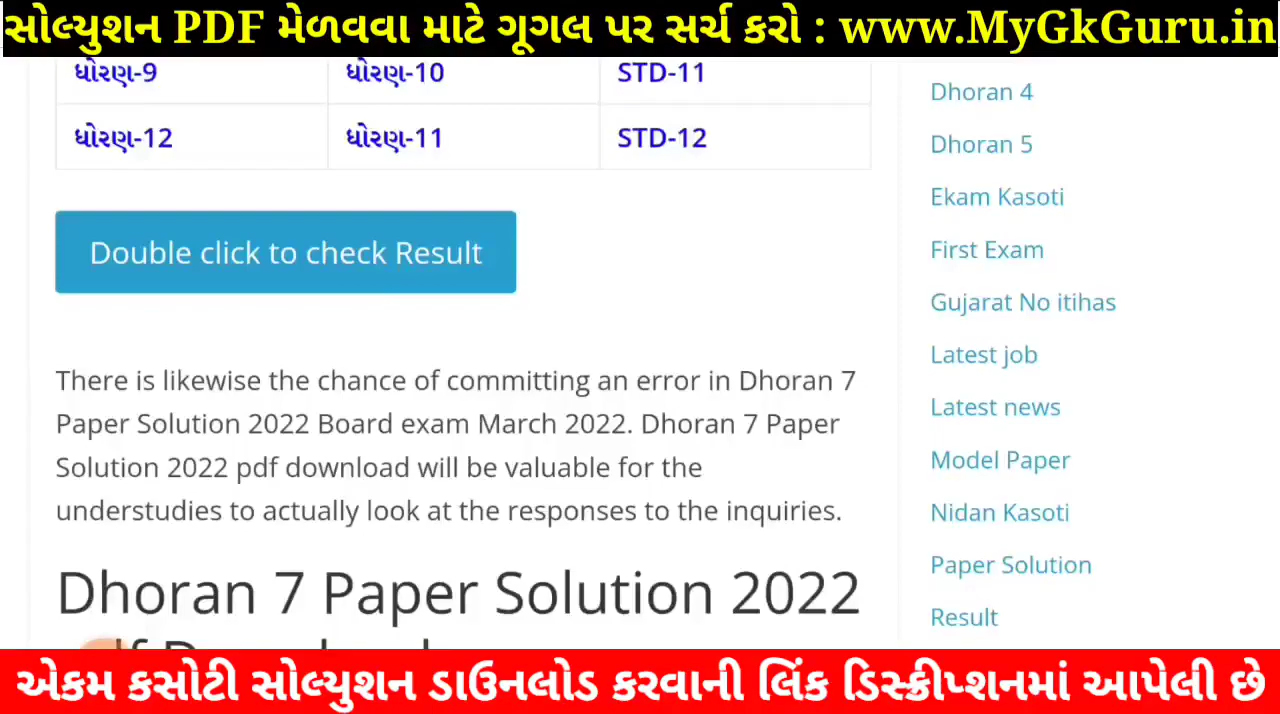 સોલ્યુશન PDF મેળવવા માટે ગૂગલ પર સર્ચ કરો : www.MyGkGuru.in
ધોરણ-9 ધોરણ-10 STD-11
ધોરણ-12 ધોરણ-11 STD-12
Double click to check Result
There is likewise the chance of committing an error in Dhoran 7
Paper Solution 2022 Board exam March 2022. Dhoran 7 Paper
Solution 2022 pdf download will be valuable for the
understudies to actually look at the responses to the inquiries.
Dhoran 7 Paper Solution 2022
Dhoran 4
Dhoran 5
Ekam Kasoti
First Exam
Gujarat No itihas
Latest job
Latest news
Model Paper
Nidan Kasoti
Paper Solution
Result
એકમ કસોટી સોલ્યુશન ડાઉનલોડ કરવાની લિંક ડિસ્ક્રીપ્શનમાં આપેલી છે